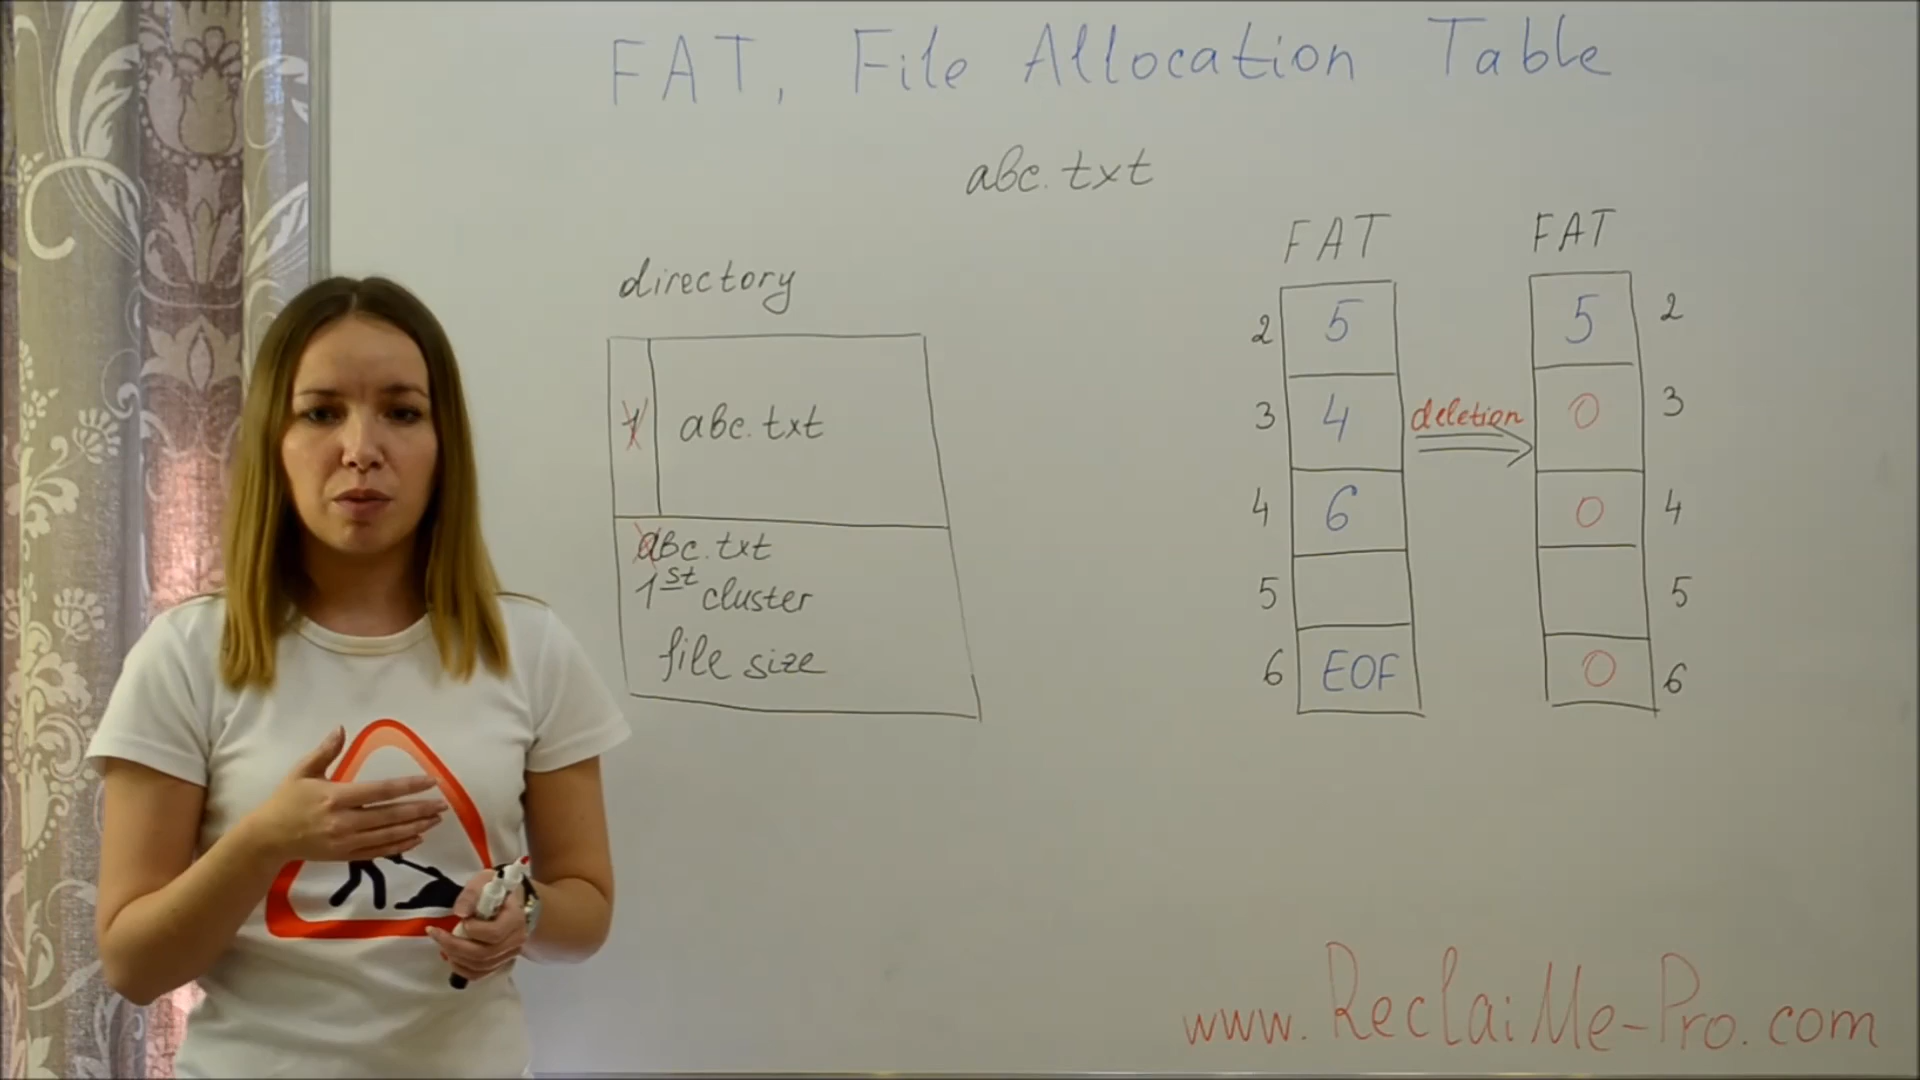 FAT, File Allocation Table
abc.txt
directory
1 abc.txt
abc.txt
1st cluster
file size
FAT
2 5
3 4
4 6
5
6 EOF
deletion
FAT
5 2
0 3
0 4
5
0 6
www.ReclaiMe-Pro.com